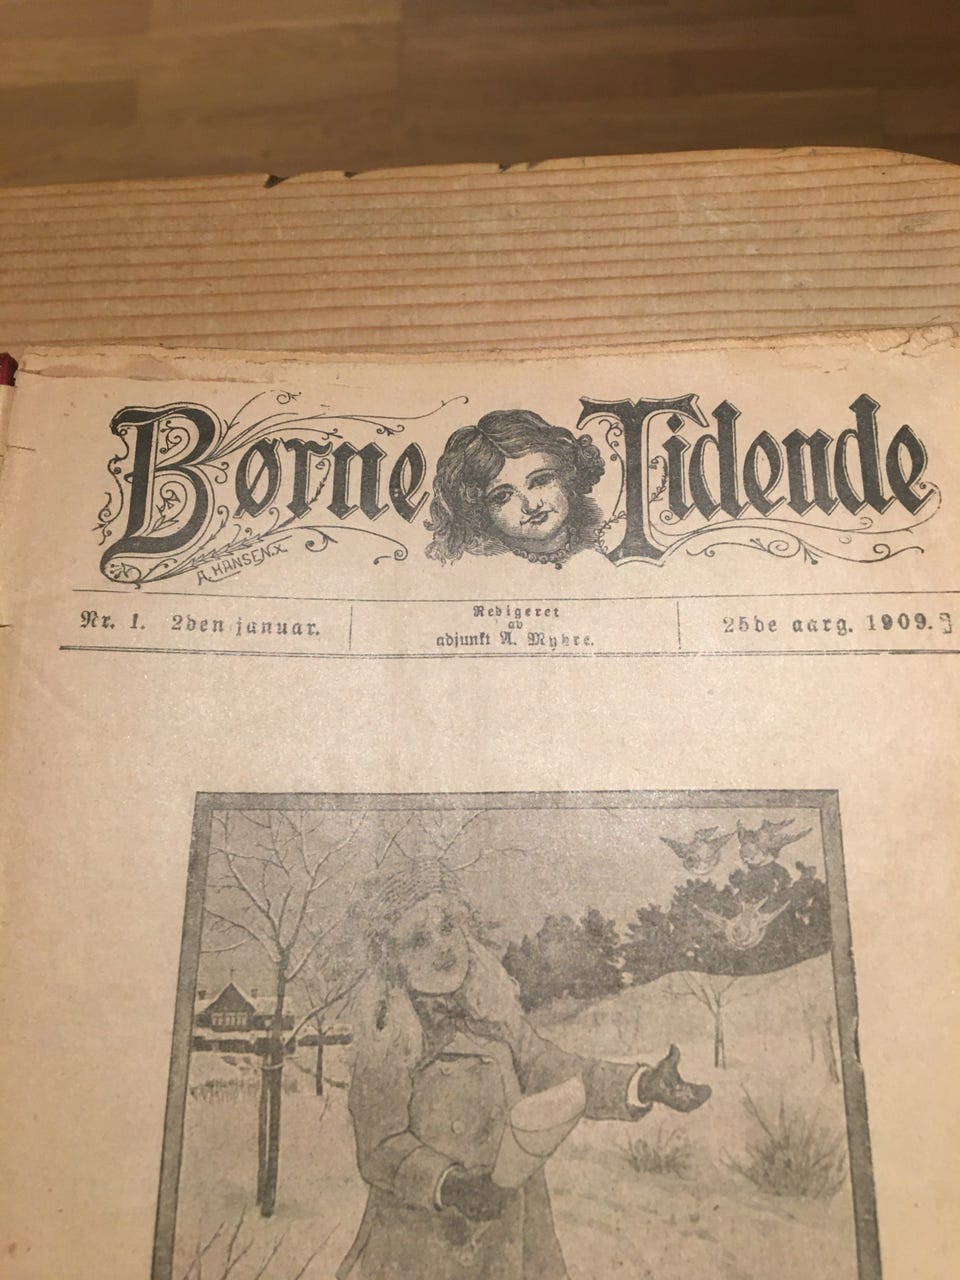 Børne Tidende
A. HANSEN. X.
Nr. 1. 2den januar.
Redigeret
av
adjunkt A. Myhre.
25de aarg. 1909.